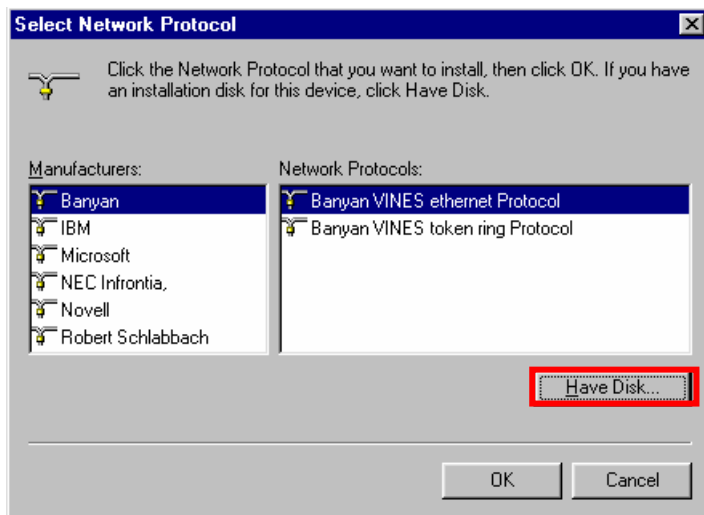 Select Network Protocol
Click the Network Protocol that you want to install, then click OK. If you have
an installation disk for this device, click Have Disk.
Manufacturers:
Banyan
IBM
Microsoft
NEC Infrontia,
Novell
Robert Schlabbach
Network Protocols:
Banyan VINES ethernet Protocol
Banyan VINES token ring Protocol
Have Disk...
OK
Cancel